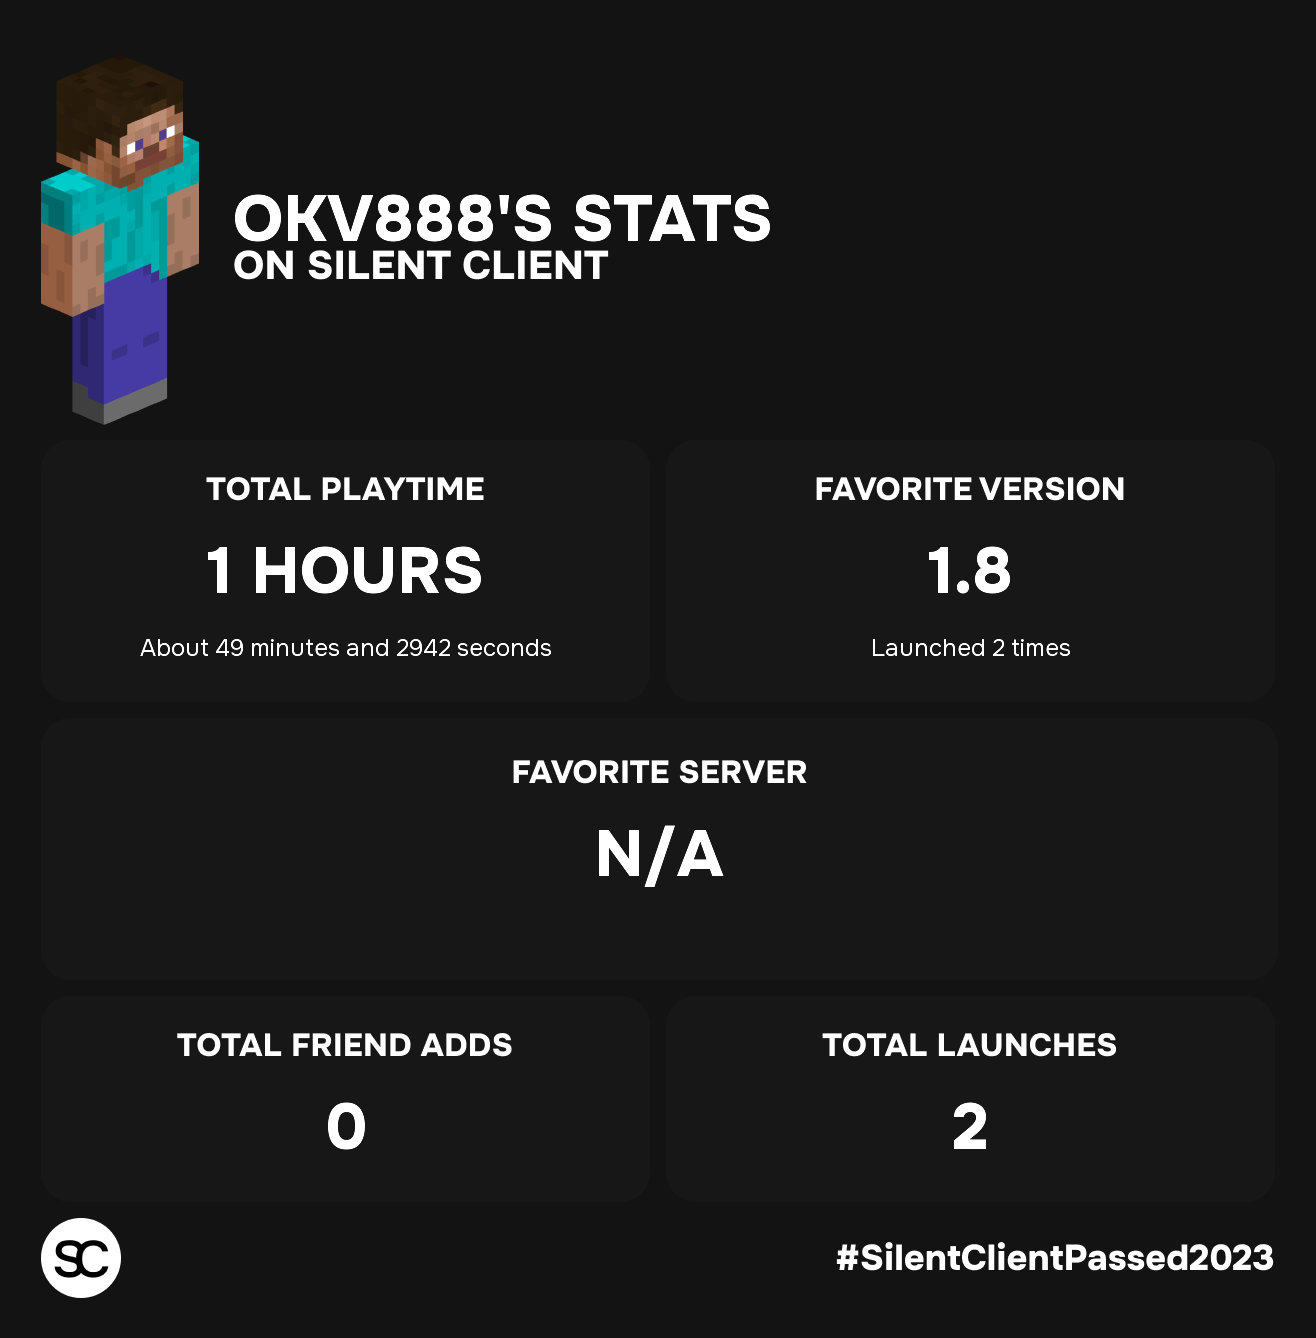 OKV888'S STATS
ON SILENT CLIENT
TOTAL PLAYTIME
1 HOURS
About 49 minutes and 2942 seconds
FAVORITE VERSION
1.8
Launched 2 times
FAVORITE SERVER
N/A
TOTAL FRIEND ADDS
0
TOTAL LAUNCHES
2
SC
#SilentClientPassed2023